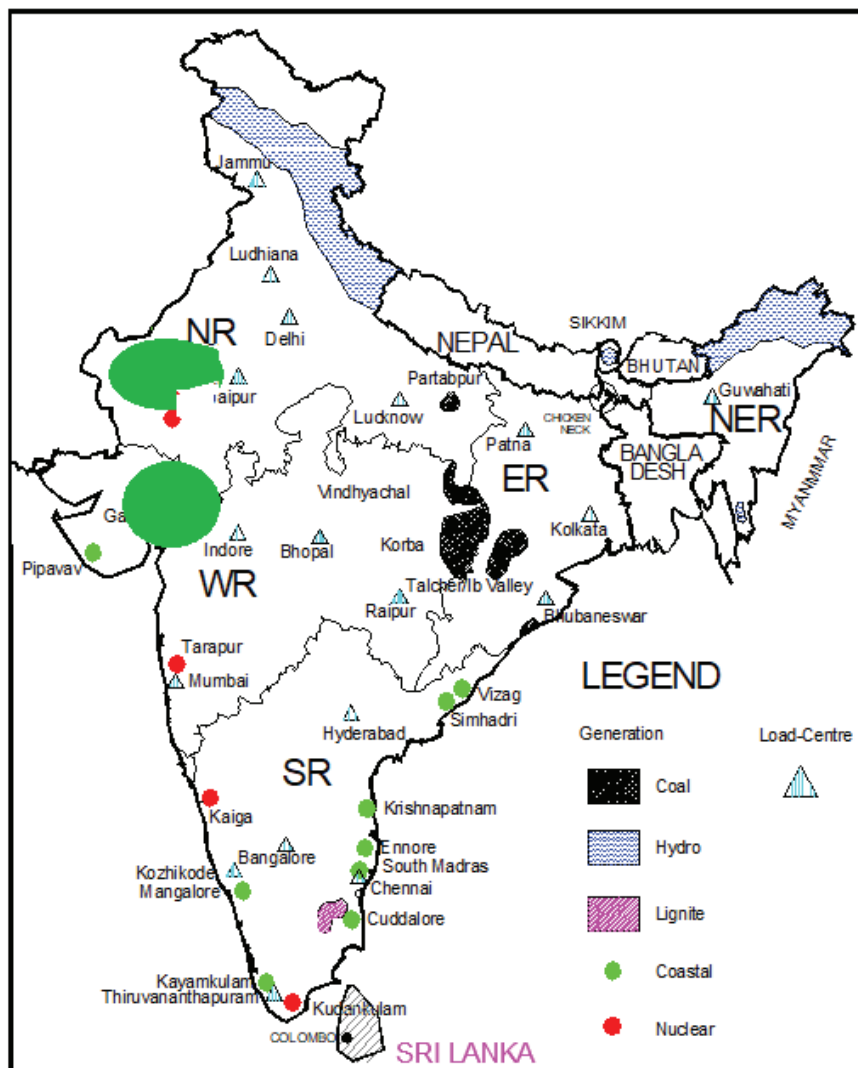 Jammu
Ludhiana
NR
Delhi
NEPAL
SIKKIM
BHUTAN
Partabpur
aipur
Lucknow
CHICKEN
NECK
Guwahati
NER
Patna
BANGLA
DESH
ER
MYANMMAR
Vindhyachal
Ga
Indore
Bhopal
Korba
Kolkata
Pipavav
WR
Talcher/Ib Valley
Raipur
Bhubaneswar
Tarapur
Mumbai
LEGEND
Vizag
Simhadri
Hyderabad
Generation
Load-Centre
SR
Coal
Kaiga
Krishnapatnam
Hydro
Bangalore
Ennore
South Madras
Kozhikode
Mangalore
Chennai
Lignite
Cuddalore
Coastal
Kayamkulam
Thiruvananthapuram
Kudankulam
Nuclear
COLOMBO
SRI LANKA